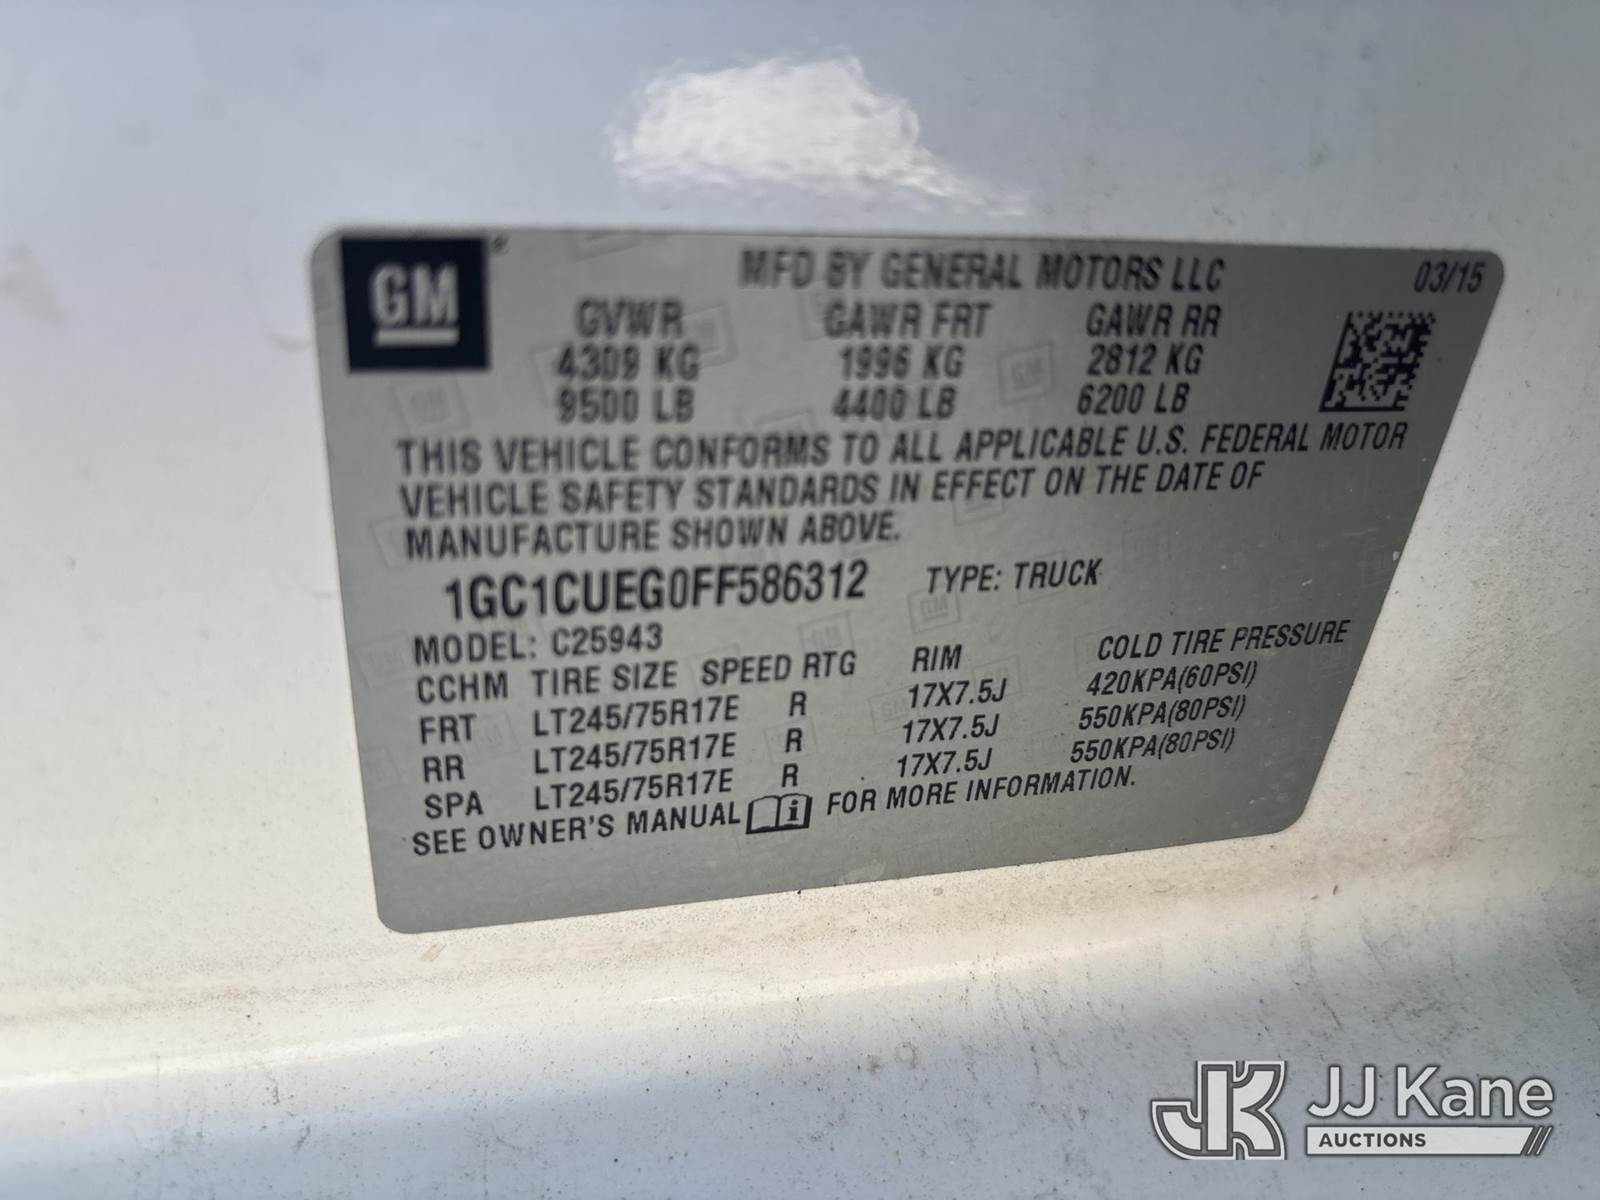 GM®
MFD BY GENERAL MOTORS LLC 03/15
GVWR GAWR FRT GAWR RR
4309 KG 1996 KG 2812 KG
9500 LB 4400 LB 6200 LB
THIS VEHICLE CONFORMS TO ALL APPLICABLE U.S. FEDERAL MOTOR
VEHICLE SAFETY STANDARDS IN EFFECT ON THE DATE OF
MANUFACTURE SHOWN ABOVE.
1GC1CUEG0FF586312 TYPE: TRUCK
MODEL: C25943
CCHM TIRE SIZE SPEED RTG RIM COLD TIRE PRESSURE
FRT LT245/75R17E R 17X7.5J 420KPA(60PSI)
RR LT245/75R17E R 17X7.5J 550KPA(80PSI)
SPA LT245/75R17E R 17X7.5J 550KPA(80PSI)
SEE OWNER'S MANUAL FOR MORE INFORMATION.
JK JJ Kane
AUCTIONS